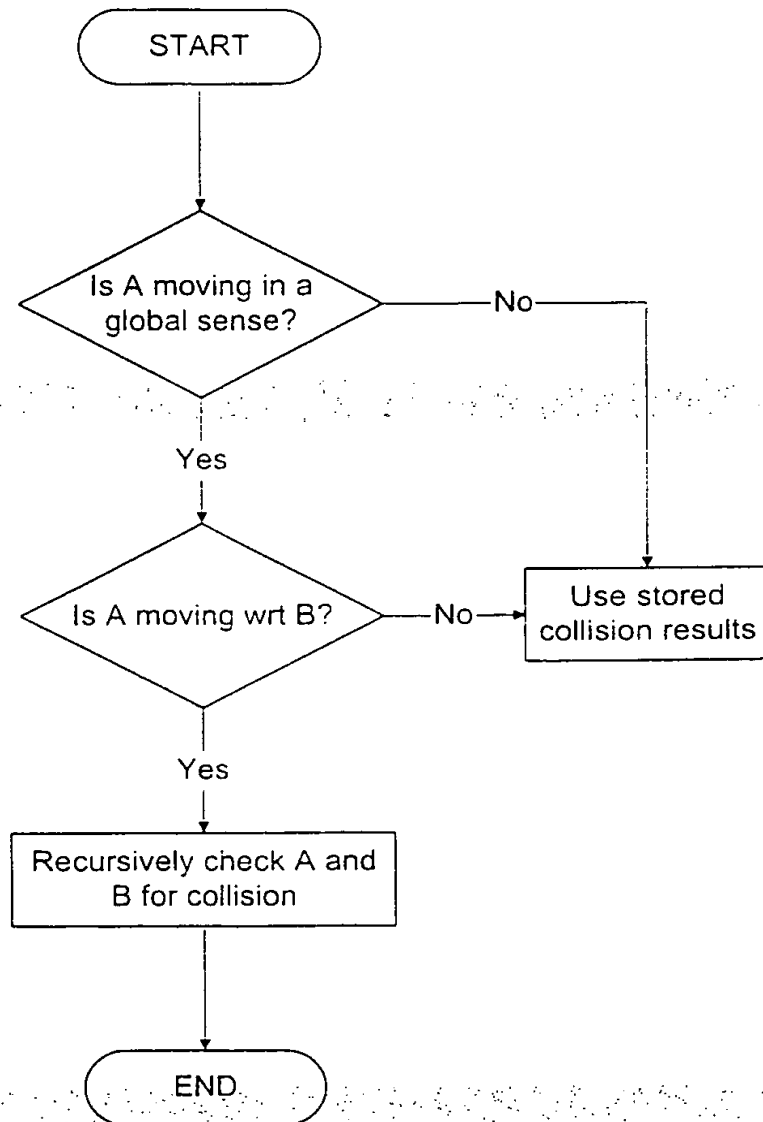 START
Is A moving in a
global sense?
No
Yes
Is A moving wrt B?
No
Use stored
collision results
Yes
Recursively check A and
B for collision
END